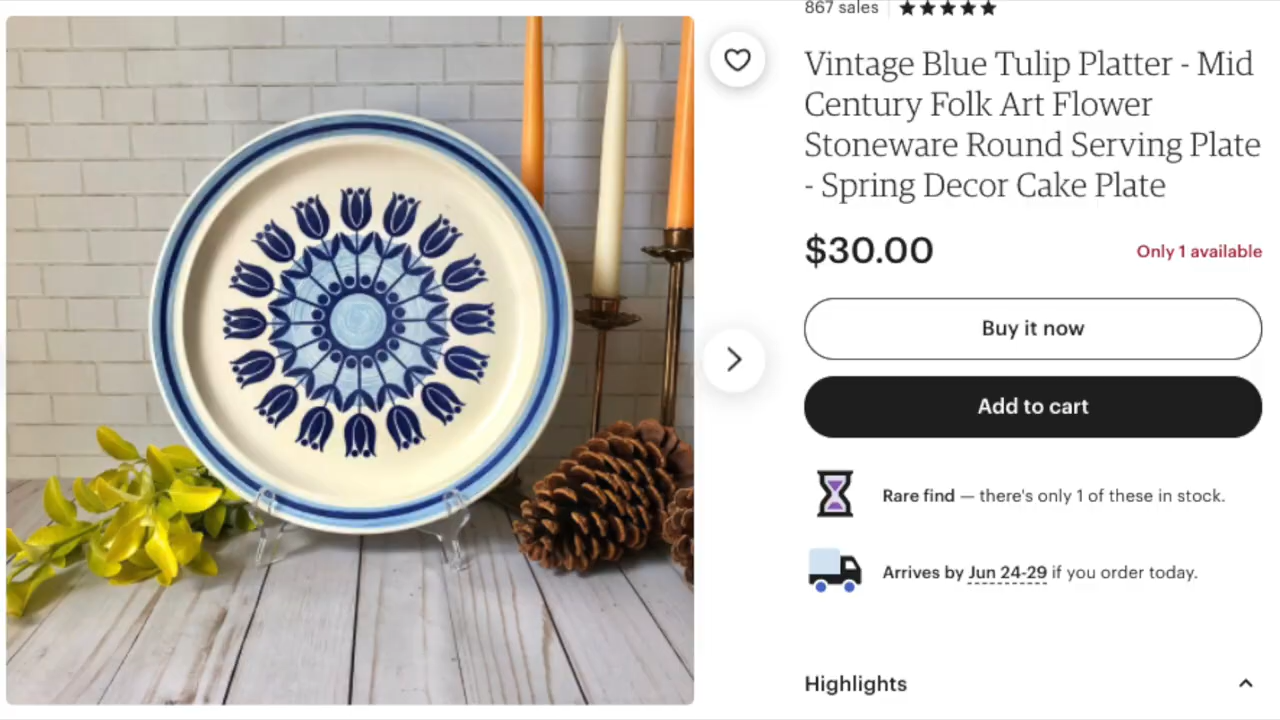 867 sales
Vintage Blue Tulip Platter - Mid
Century Folk Art Flower
Stoneware Round Serving Plate
- Spring Decor Cake Plate
$30.00
Only 1 available
Buy it now
Add to cart
Rare find — there's only 1 of these in stock.
Arrives by Jun 24-29 if you order today.
Highlights